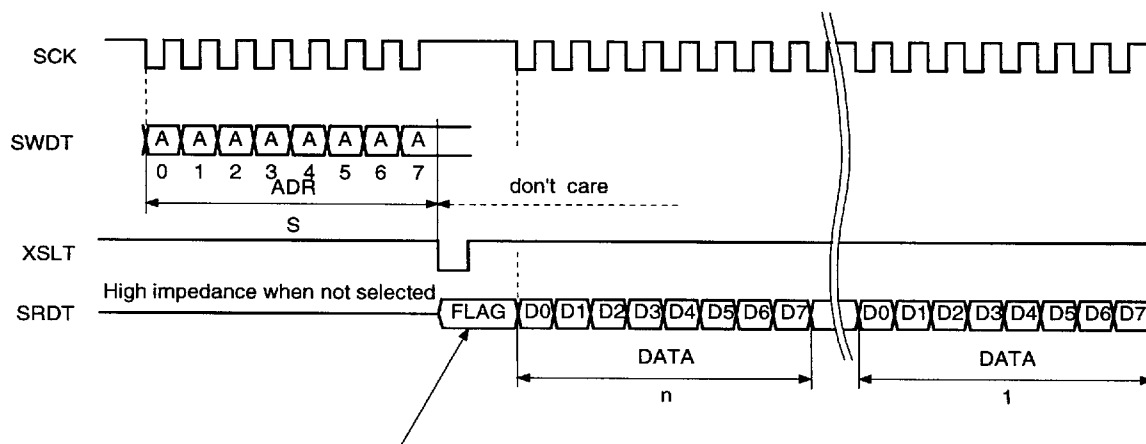 SCK
SWDT
A A A A A A A A
0 1 2 3 4 5 6 7
ADR
don't care
S
XSLT
High impedance when not selected
SRDT
FLAG D0 D1 D2 D3 D4 D5 D6 D7 D0 D1 D2 D3 D4 D5 D6 D7
DATA DATA
n 1